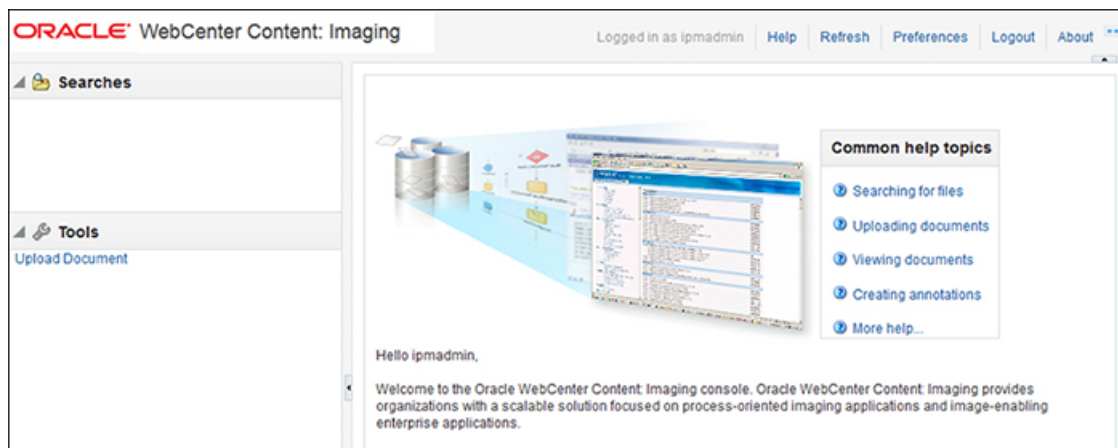 ORACLE® WebCenter Content: Imaging
Logged in as ipmadmin Help Refresh Preferences Logout About
Searches
Tools
Upload Document
Common help topics
Searching for files
Uploading documents
Viewing documents
Creating annotations
More help...
Hello ipmadmin,
Welcome to the Oracle WebCenter Content: Imaging console. Oracle WebCenter Content: Imaging provides
organizations with a scalable solution focused on process-oriented imaging applications and image-enabling
enterprise applications.